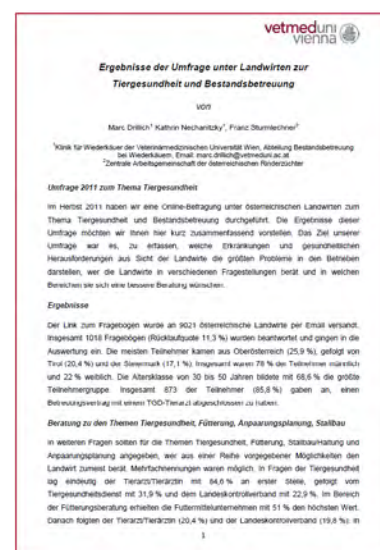 vetmeduni
vienna
Ergebnisse der Umfrage unter Landwirten zur
Tiergesundheit und Bestandsbetreuung
von
Marc Drillich¹ Kathrin Nechanitzky¹, Franz Sturmlechner²
¹Klinik für Wiederkäuer der Veterinärmedizinischen Universität Wien, Abteilung Bestandsbetreuung
bei Wiederkäuern, Email: marc.drillich@vetmeduni.ac.at
²Zentrale Arbeitsgemeinschaft der österreichischen Rinderzüchter
Umfrage 2011 zum Thema Tiergesundheit
Im Herbst 2011 haben wir eine Online-Befragung unter österreichischen Landwirten zum
Thema Tiergesundheit und Bestandsbetreuung durchgeführt. Die Ergebnisse dieser
Umfrage möchten wir Ihnen hier kurz zusammenfassend vorstellen. Das Ziel unserer
Umfrage war es, zu erfassen, welche Erkrankungen und gesundheitlichen
Herausforderungen aus Sicht der Landwirte die größten Probleme in den Betrieben
darstellen, wer die Landwirte in verschiedenen Fragestellungen berät und in welchen
Bereichen sie sich eine bessere Beratung wünschen.
Ergebnisse
Der Link zum Fragebogen wurde an 9021 österreichische Landwirte per Email versandt.
Insgesamt 1018 Fragebögen (Rücklaufquote 11,3 %) wurden beantwortet und gingen in die
Auswertung ein. Die meisten Teilnehmer kamen aus Oberösterreich (25,9 %), gefolgt von
Tirol (20,4 %) und der Steiermark (17,1 %). Insgesamt waren 78 % der Teilnehmer männlich
und 22 % weiblich. Die Altersklasse von 30 bis 50 Jahren bildete mit 68,6 % die größte
Teilnehmergruppe. Insgesamt 873 der Teilnehmer (85,8 %) gaben an, einen
Betreuungsvertrag mit einem TGD-Tierarzt abgeschlossen zu haben.
Beratung zu den Themen Tiergesundheit, Fütterung, Anpaarungsplanung, Stallbau
In weiteren Fragen sollten für die Themen Tiergesundheit, Fütterung, Stallbau/Haltung und
Anpaarungsplanung angegeben, wer aus einer Reihe vorgegebener Möglichkeiten den
Landwirt zumeist berät. Mehrfachnennungen waren möglich. In Fragen der Tiergesundheit
lag eindeutig der Tierarzt/Tierärztin mit 84,6 % an erster Stelle, gefolgt vom
Tiergesundheitsdienst mit 31,9 % und dem Landeskontrollverband mit 22,9 %. Im Bereich
der Fütterungsberatung erhielten die Futtermittelunternehmen mit 51 % den höchsten Wert.
Danach folgten der Tierarzt/Tierärztin (20,4 %) und der Landeskontrollverband (19,8 %). In
1